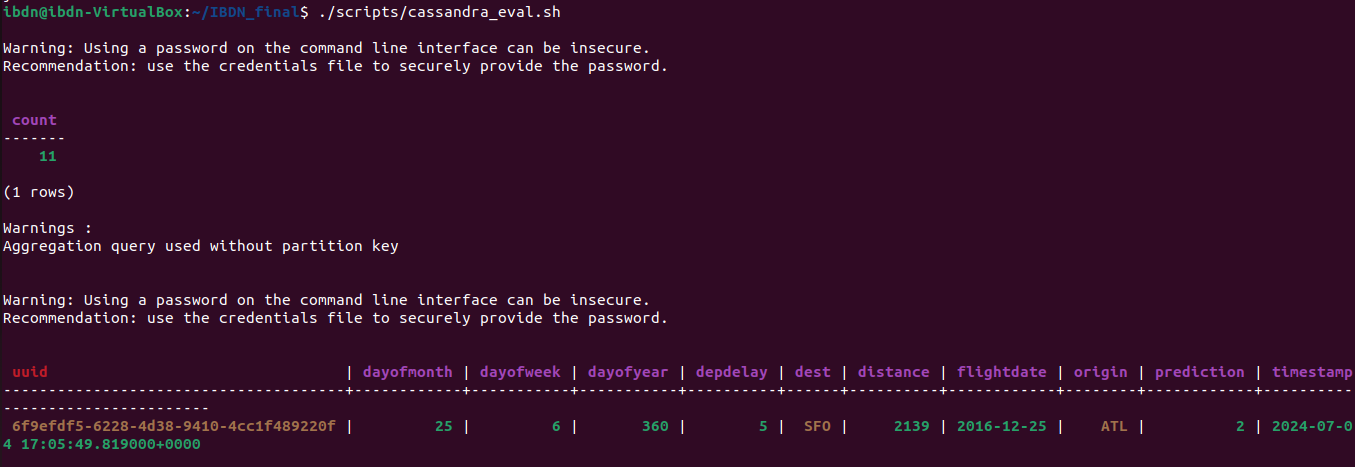 ibdn@ibdn-VirtualBox:~/IBDN_final$ ./scripts/cassandra_eval.sh
Warning: Using a password on the command line interface can be insecure.
Recommendation: use the credentials file to securely provide the password.
count
-------
11
(1 rows)
Warnings :
Aggregation query used without partition key
Warning: Using a password on the command line interface can be insecure.
Recommendation: use the credentials file to securely provide the password.
uuid | dayofmonth | dayofweek | dayofyear | depdelay | dest | distance | flightdate | origin | prediction | timestamp
--------------------------------------+------------+-----------+-----------+----------+------+----------+------------+--------+------------+-----------
-----------------------
6f9efdf5-6228-4d38-9410-4cc1f489220f | 25 | 6 | 360 | 5 | SFO | 2139 | 2016-12-25 | ATL | 2 | 2024-07-0
4 17:05:49.819000+0000